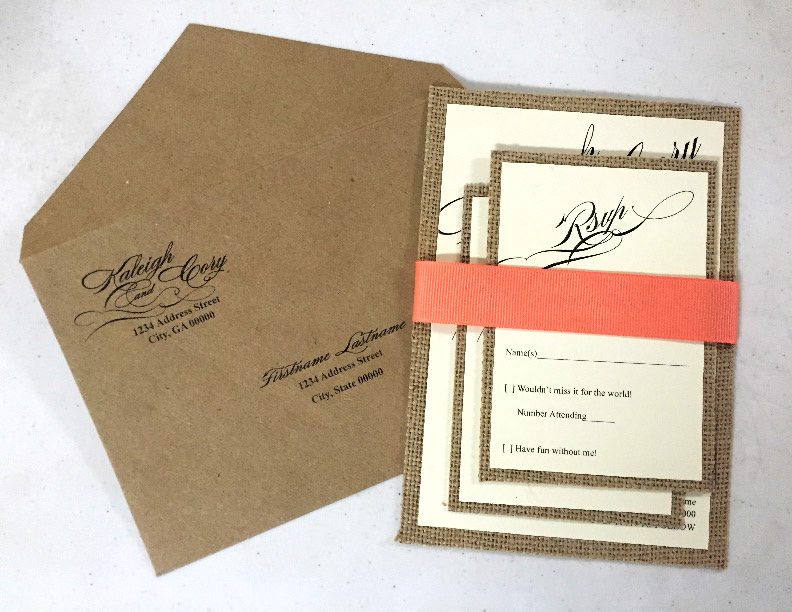 Kaleigh
and Cory
1234 Address Street
City, GA 00000
Firstname Lastname
1234 Address Street
City, State 00000
Rsvp
Name(s)
[ ] Wouldn't miss it for the world!
Number Attending
[ ] Have fun without me!